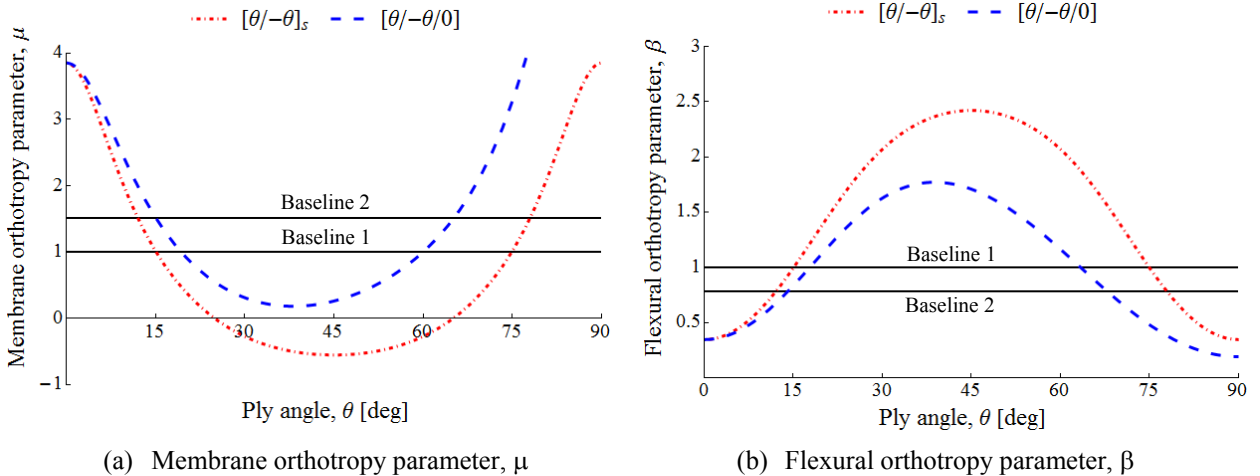 [θ/−θ]ₛ [θ/−θ/0]
Membrane orthotropy parameter, μ
4
3
2
1
0
−1
Baseline 2
Baseline 1
15 30 45 60 75 90
Ply angle, θ [deg]
(a) Membrane orthotropy parameter, μ
[θ/−θ]ₛ [θ/−θ/0]
Flexural orthotropy parameter, β
3
2.5
2
1.5
1
0.5
Baseline 1
Baseline 2
0 15 30 45 60 75 90
Ply angle, θ [deg]
(b) Flexural orthotropy parameter, β